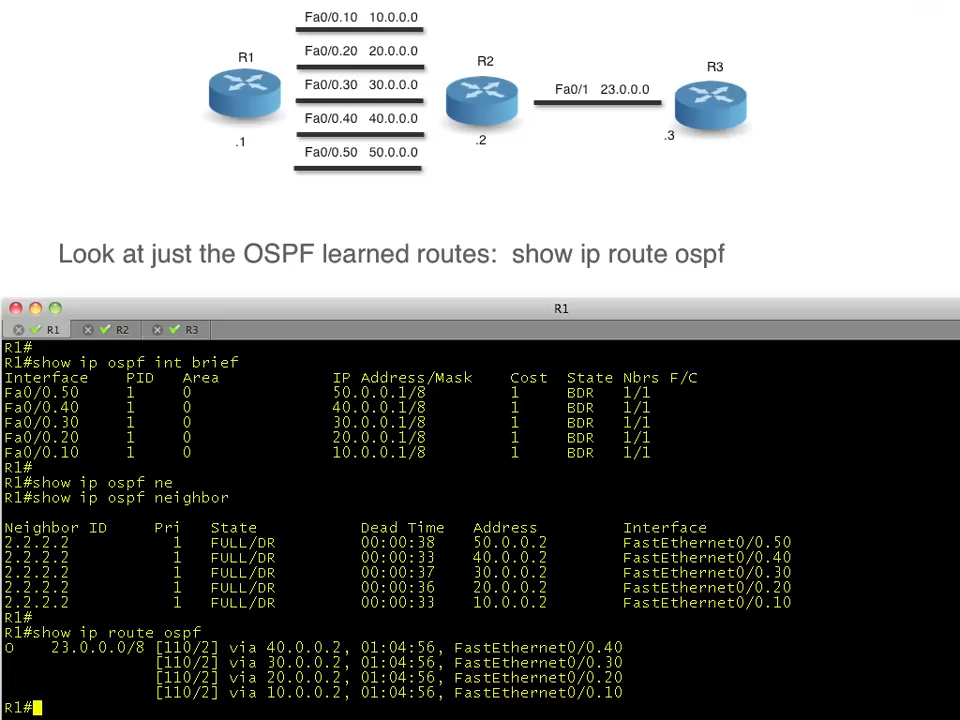 Fa0/0.10 10.0.0.0
Fa0/0.20 20.0.0.0
R1
R2
R3
Fa0/0.30 30.0.0.0
Fa0/1 23.0.0.0
Fa0/0.40 40.0.0.0
.1
.2
.3
Fa0/0.50 50.0.0.0
Look at just the OSPF learned routes: show ip route ospf
R1
R1 R2 R3
R1#
R1#show ip ospf int brief
Interface PID Area IP Address/Mask Cost State Nbrs F/C
Fa0/0.50 1 0 50.0.0.1/8 1 BDR 1/1
Fa0/0.40 1 0 40.0.0.1/8 1 BDR 1/1
Fa0/0.30 1 0 30.0.0.1/8 1 BDR 1/1
Fa0/0.20 1 0 20.0.0.1/8 1 BDR 1/1
Fa0/0.10 1 0 10.0.0.1/8 1 BDR 1/1
R1#
R1#show ip ospf ne
R1#show ip ospf neighbor
Neighbor ID Pri State Dead Time Address Interface
2.2.2.2 1 FULL/DR 00:00:38 50.0.0.2 FastEthernet0/0.50
2.2.2.2 1 FULL/DR 00:00:33 40.0.0.2 FastEthernet0/0.40
2.2.2.2 1 FULL/DR 00:00:37 30.0.0.2 FastEthernet0/0.30
2.2.2.2 1 FULL/DR 00:00:36 20.0.0.2 FastEthernet0/0.20
2.2.2.2 1 FULL/DR 00:00:33 10.0.0.2 FastEthernet0/0.10
R1#
R1#show ip route ospf
O 23.0.0.0/8 [110/2] via 40.0.0.2, 01:04:56, FastEthernet0/0.40
[110/2] via 30.0.0.2, 01:04:56, FastEthernet0/0.30
[110/2] via 20.0.0.2, 01:04:56, FastEthernet0/0.20
[110/2] via 10.0.0.2, 01:04:56, FastEthernet0/0.10
R1#